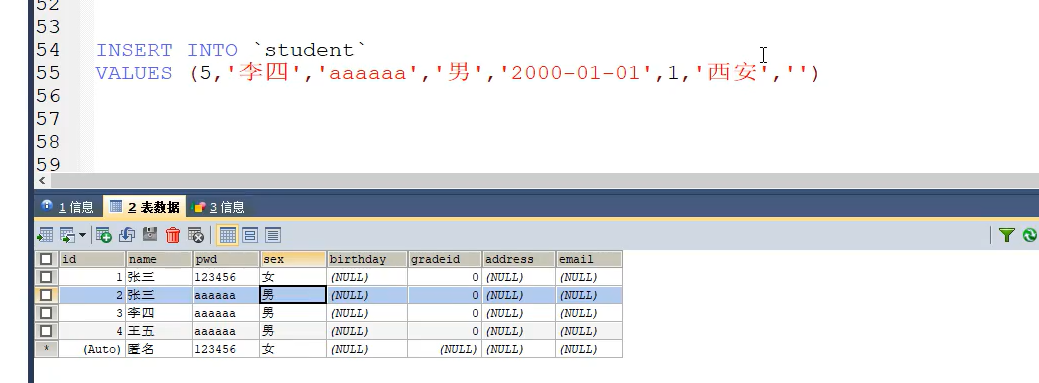 52
53
54 INSERT INTO `student`
55 VALUES (5,'李四','aaaaaa','男','2000-01-01',1,'西安','')
56
57
58
59
1 信息 2 表数据 3 信息
id name pwd sex birthday gradeid address email
1 张三 123456 女 (NULL) 0 (NULL) (NULL)
2 张三 aaaaaa 男 (NULL) 0 (NULL) (NULL)
3 李四 aaaaaa 男 (NULL) 0 (NULL) (NULL)
4 王五 aaaaaa 男 (NULL) 0 (NULL) (NULL)
* (Auto) 匿名 123456 女 (NULL) (NULL) (NULL) (NULL)